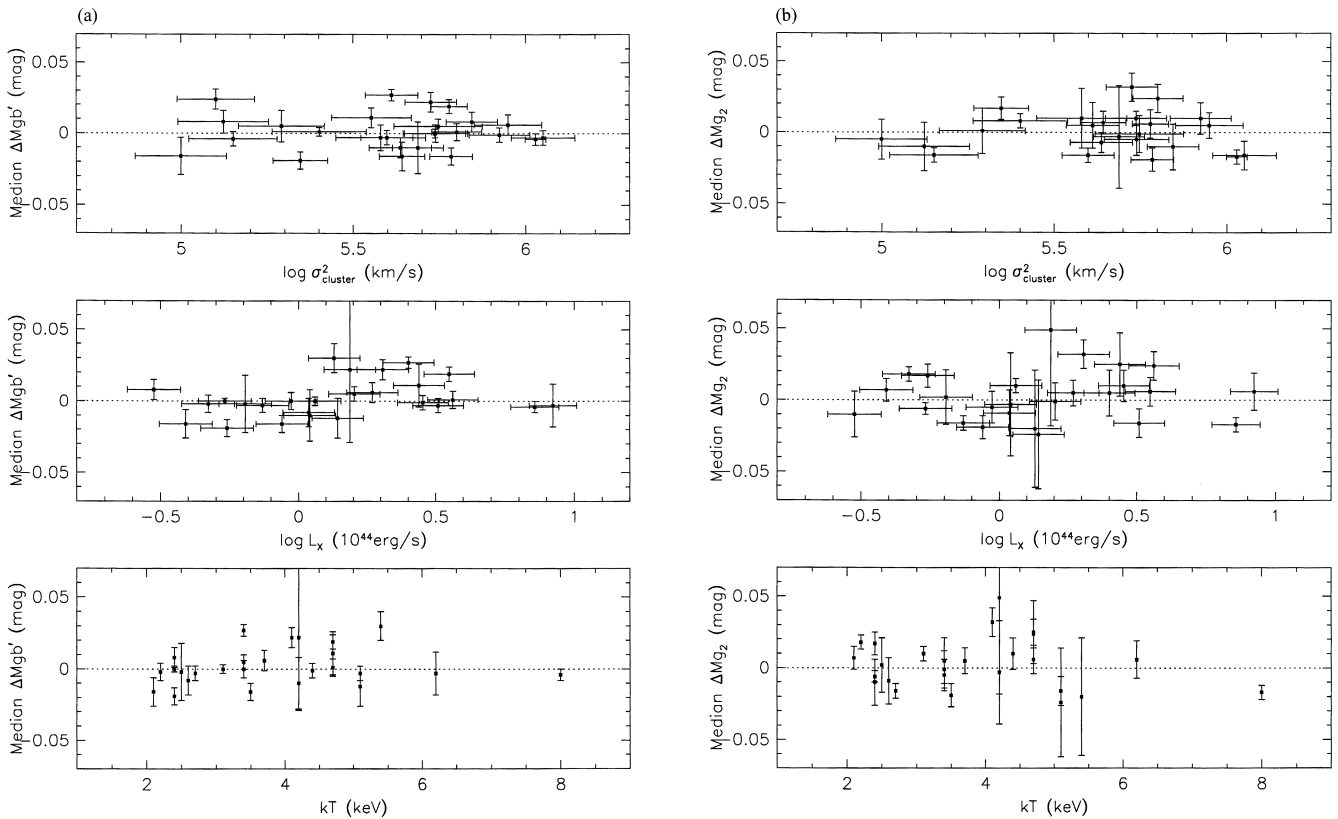 (a)
Median ΔMgb′ (mag)
0.05
0
−0.05
5
5.5
6
log σ²cluster (km/s)
Median ΔMgb′ (mag)
0.05
0
−0.05
−0.5
0
0.5
1
log Lx (10⁴⁴erg/s)
Median ΔMgb′ (mag)
0.05
0
−0.05
2
4
6
8
kT (keV)
(b)
Median ΔMg₂ (mag)
0.05
0
−0.05
5
5.5
6
log σ²cluster (km/s)
Median ΔMg₂ (mag)
0.05
0
−0.05
−0.5
0
0.5
1
log Lx (10⁴⁴erg/s)
Median ΔMg₂ (mag)
0.05
0
−0.05
2
4
6
8
kT (keV)